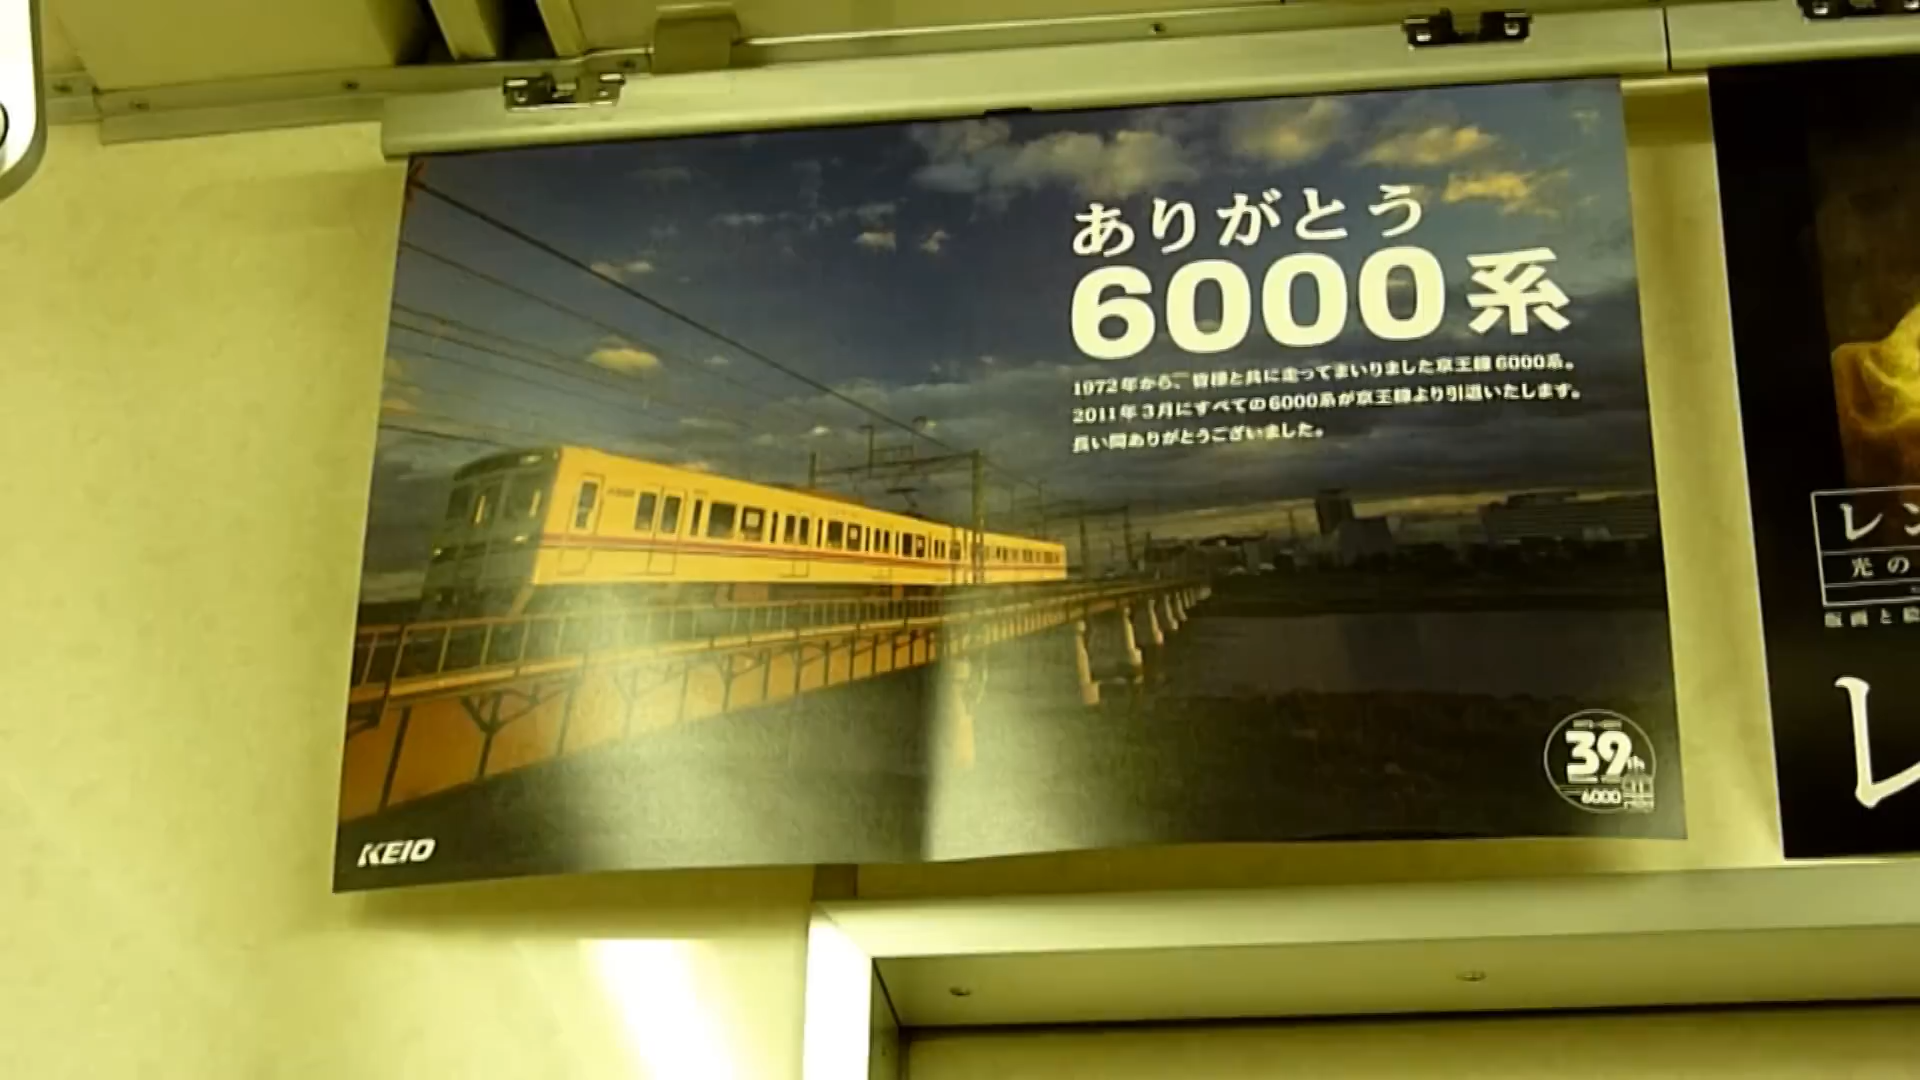 ありがとう
6000系
1972年から、皆様と共に走ってまいりました京王線6000系。
2011年3月にすべての6000系が京王線より引退いたします。
長い間ありがとうございました。
39th
6000
KEIO
レン
光の
版画と
レ